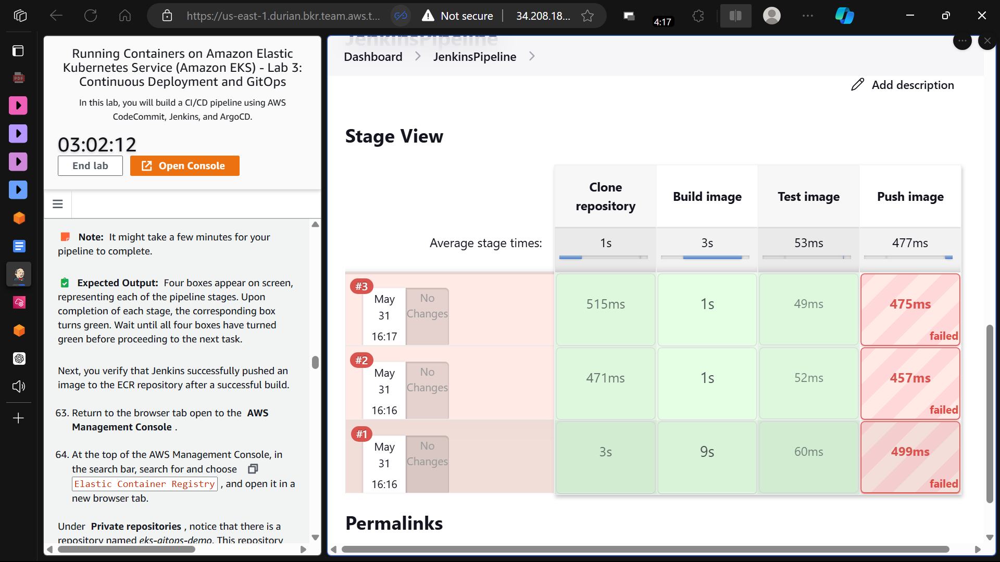 https://us-east-1.durian.bkr.team.aws.t...
Not secure
34.208.18...
4:17
PDF
Running Containers on Amazon Elastic
Kubernetes Service (Amazon EKS) - Lab 3:
Continuous Deployment and GitOps
In this lab, you will build a CI/CD pipeline using AWS
CodeCommit, Jenkins, and ArgoCD.
03:02:12
End lab
Open Console
Note: It might take a few minutes for your
pipeline to complete.
Expected Output: Four boxes appear on screen,
representing each of the pipeline stages. Upon
completion of each stage, the corresponding box
turns green. Wait until all four boxes have turned
green before proceeding to the next task.
Next, you verify that Jenkins successfully pushed an
image to the ECR repository after a successful build.
63. Return to the browser tab open to the AWS
Management Console .
64. At the top of the AWS Management Console, in
the search bar, search for and choose
Elastic Container Registry , and open it in a
new browser tab.
Under Private repositories , notice that there is a
repository named eks-gitops-demo. This repository
JenkinsPipeline
Dashboard
JenkinsPipeline
Add description
Stage View
Clone
repository
Build image
Test image
Push image
Average stage times:
1s
3s
53ms
477ms
#3
May
31
16:17
No
Changes
515ms
1s
49ms
475ms
failed
#2
May
31
16:16
No
Changes
471ms
1s
52ms
457ms
failed
#1
May
31
16:16
No
Changes
3s
9s
60ms
499ms
failed
Permalinks